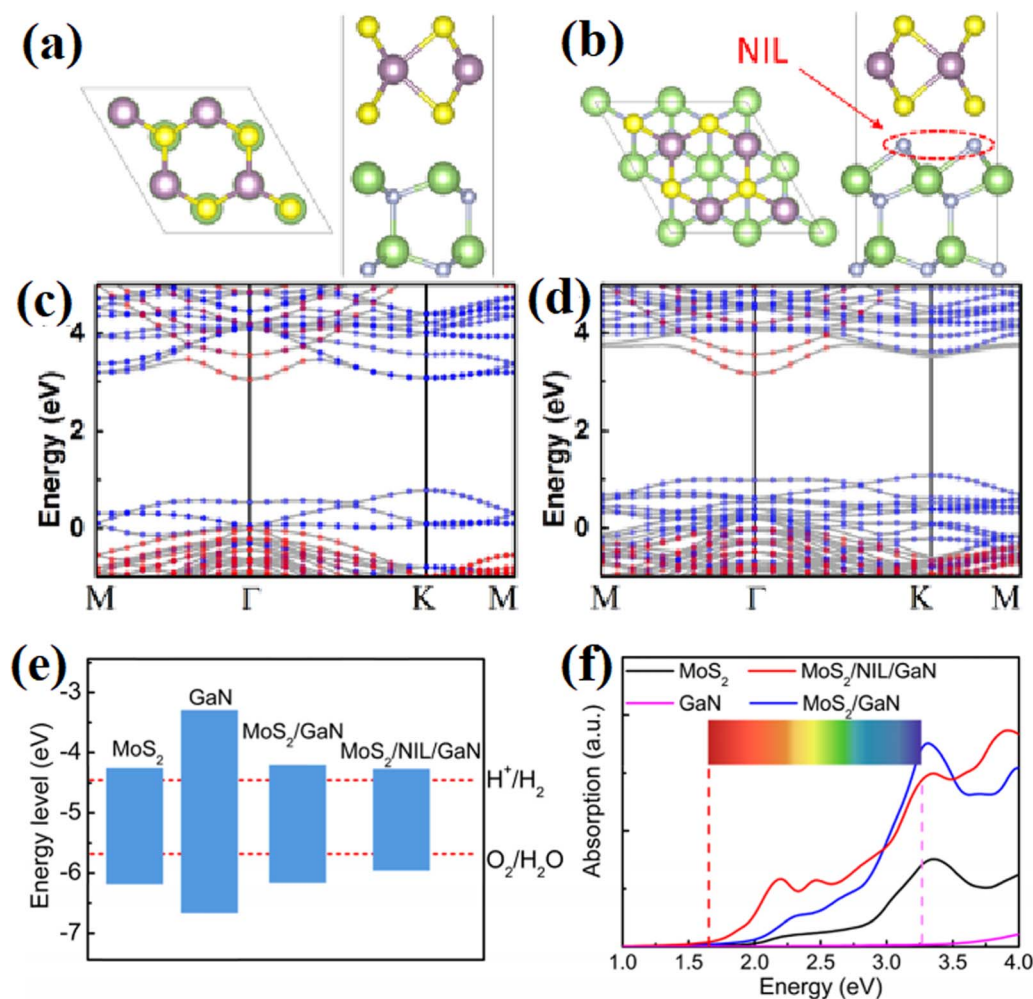 (a)
(b)
NIL
(c)
4
2
0
Energy (eV)
M Γ K M
(d)
4
2
0
Energy (eV)
M Γ K M
(e)
-3
-4
-5
-6
-7
Energy level (eV)
MoS₂
GaN
MoS₂/GaN
MoS₂/NIL/GaN
H⁺/H₂
O₂/H₂O
(f)
MoS₂ MoS₂/NIL/GaN
GaN MoS₂/GaN
Absorption (a.u.)
1.0 1.5 2.0 2.5 3.0 3.5 4.0
Energy (eV)